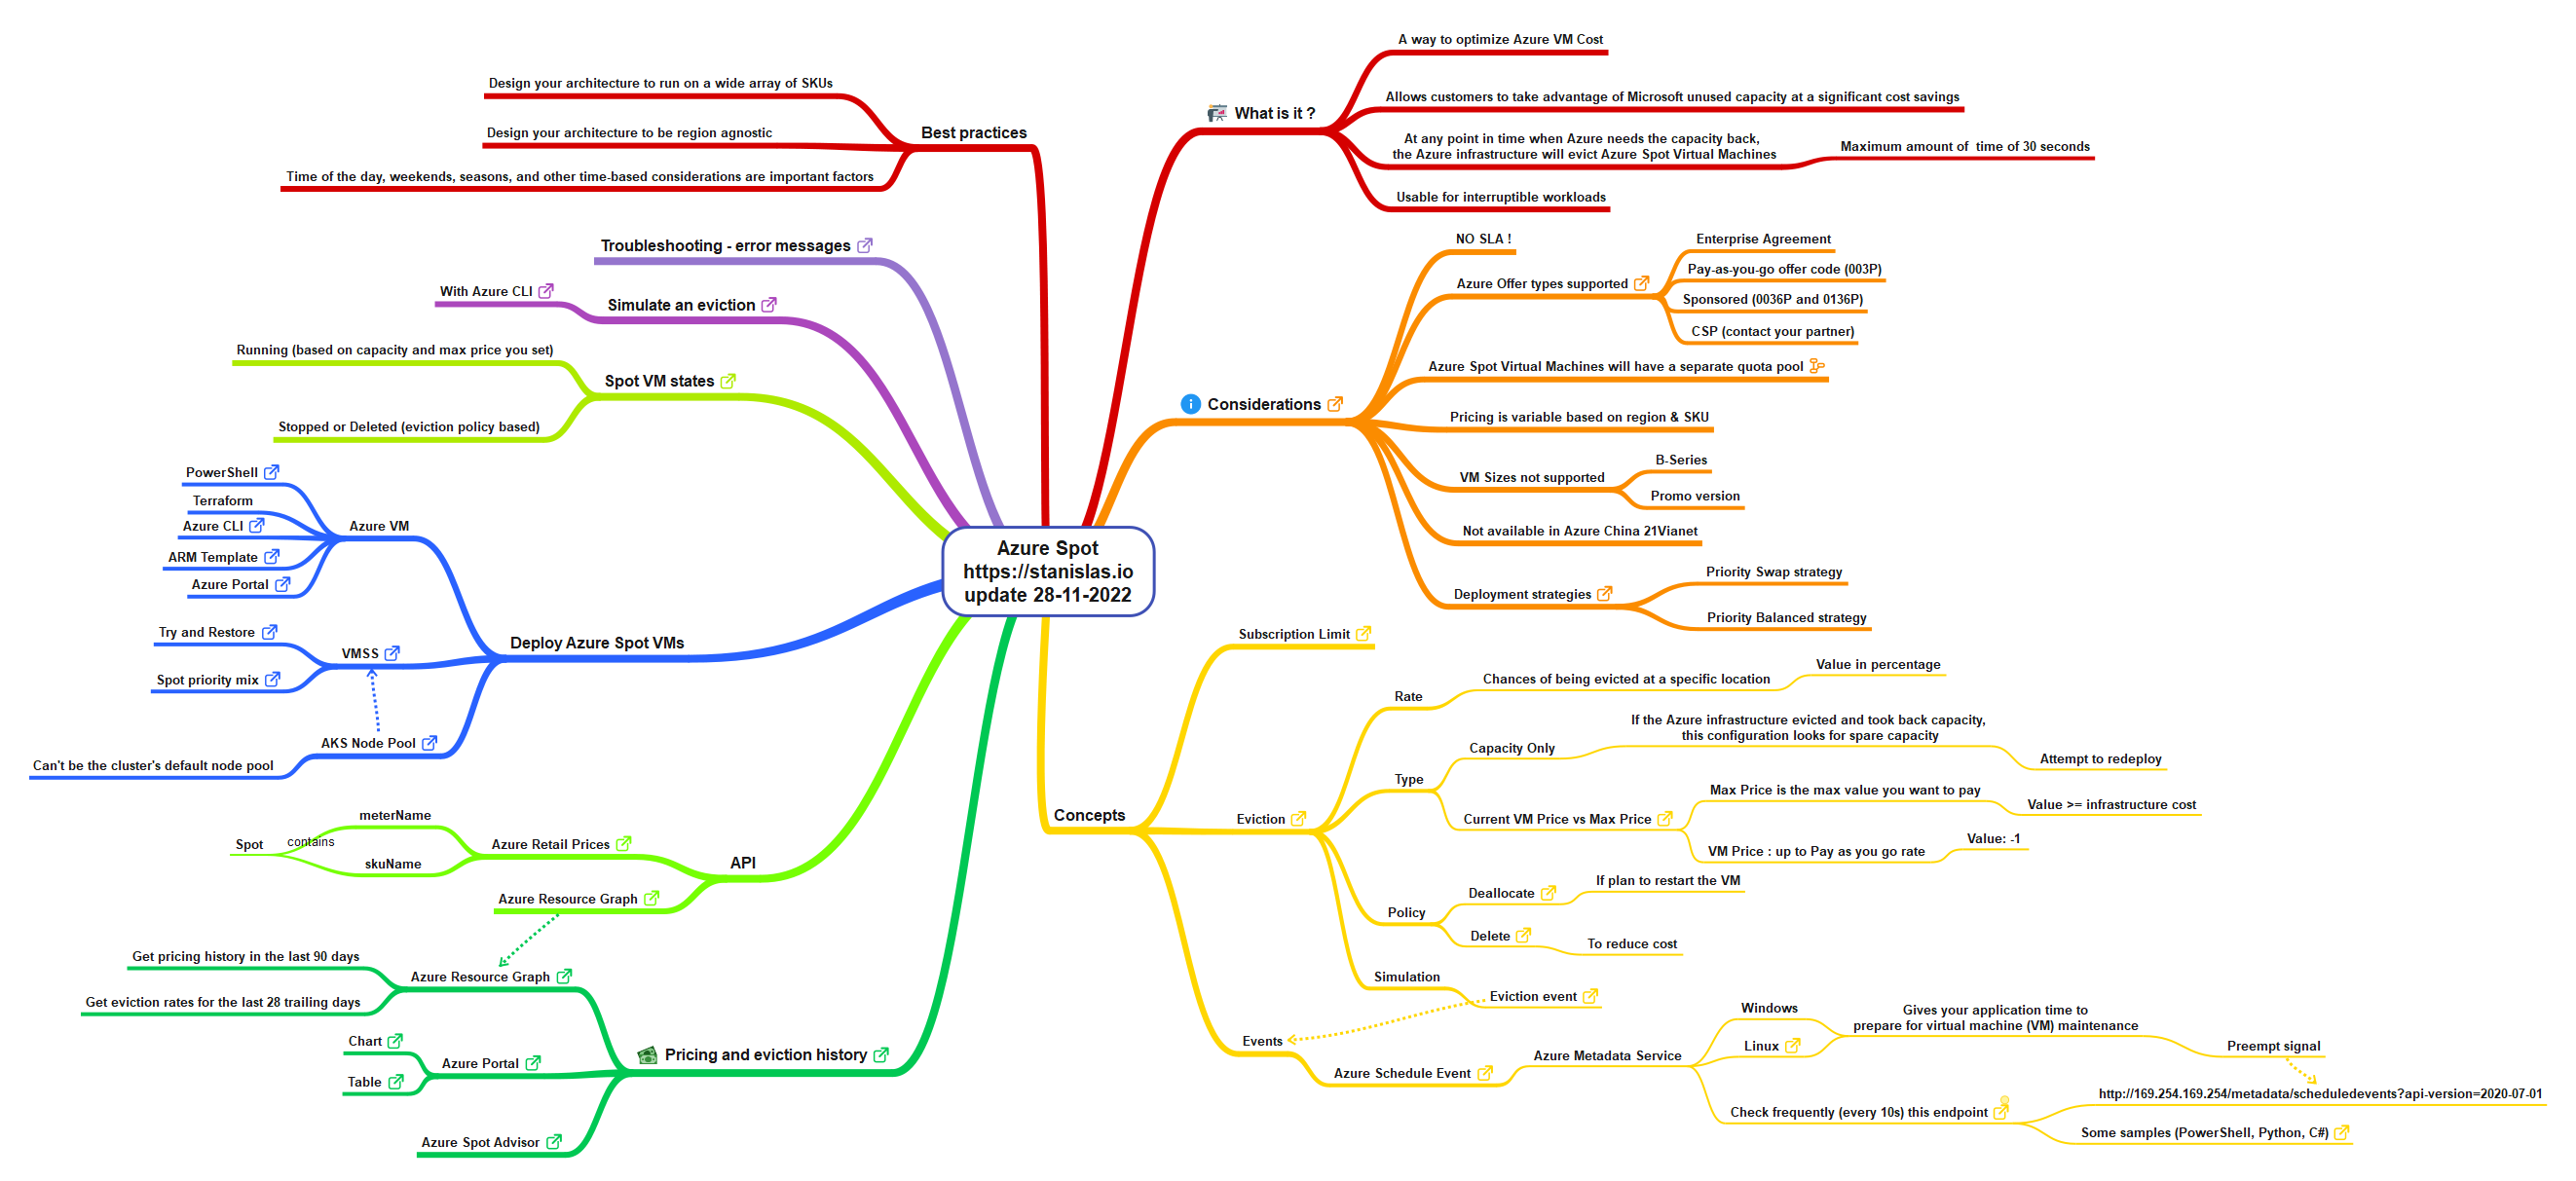 Azure Spot
https://stanislas.io
update 28-11-2022
What is it ?
A way to optimize Azure VM Cost
Allows customers to take advantage of Microsoft unused capacity at a significant cost savings
At any point in time when Azure needs the capacity back,
the Azure infrastructure will evict Azure Spot Virtual Machines
Maximum amount of  time of 30 seconds
Usable for interruptible workloads
Considerations
NO SLA !
Azure Offer types supported
Enterprise Agreement
Pay-as-you-go offer code (003P)
Sponsored (0036P and 0136P)
CSP (contact your partner)
Azure Spot Virtual Machines will have a separate quota pool
Pricing is variable based on region & SKU
VM Sizes not supported
B-Series
Promo version
Not available in Azure China 21Vianet
Deployment strategies
Priority Swap strategy
Priority Balanced strategy
Concepts
Subscription Limit
Eviction
Rate
Chances of being evicted at a specific location
Value in percentage
Type
Capacity Only
If the Azure infrastructure evicted and took back capacity,
this configuration looks for spare capacity
Attempt to redeploy
Current VM Price vs Max Price
Max Price is the max value you want to pay
Value >= infrastructure cost
VM Price : up to Pay as you go rate
Value: -1
Policy
Deallocate
If plan to restart the VM
Delete
To reduce cost
Simulation
Eviction event
Events
Azure Schedule Event
Azure Metadata Service
Windows
Linux
Gives your application time to
prepare for virtual machine (VM) maintenance
Preempt signal
Check frequently (every 10s) this endpoint
http://169.254.169.254/metadata/scheduledevents?api-version=2020-07-01
Some samples (PowerShell, Python, C#)
Best practices
Design your architecture to run on a wide array of SKUs
Design your architecture to be region agnostic
Time of the day, weekends, seasons, and other time-based considerations are important factors
Troubleshooting - error messages
Simulate an eviction
With Azure CLI
Spot VM states
Running (based on capacity and max price you set)
Stopped or Deleted (eviction policy based)
Deploy Azure Spot VMs
Azure VM
PowerShell
Terraform
Azure CLI
ARM Template
Azure Portal
VMSS
Try and Restore
Spot priority mix
AKS Node Pool
Can't be the cluster's default node pool
API
Azure Retail Prices
meterName
skuName
contains
Spot
Azure Resource Graph
Pricing and eviction history
Azure Resource Graph
Get pricing history in the last 90 days
Get eviction rates for the last 28 trailing days
Azure Portal
Chart
Table
Azure Spot Advisor